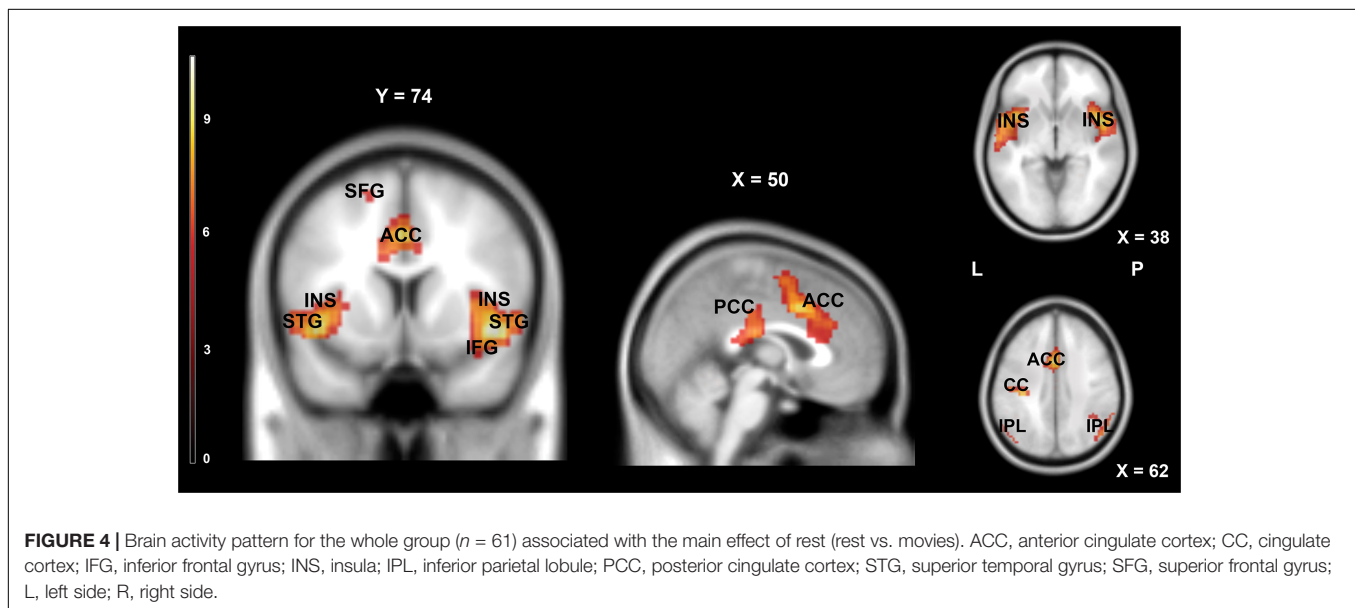 Y = 74
9
6
3
0
SFG
ACC
INS
INS
STG
STG
IFG
X = 50
PCC
ACC
INS
INS
X = 38
L
P
ACC
CC
IPL
IPL
X = 62
FIGURE 4 | Brain activity pattern for the whole group (n = 61) associated with the main effect of rest (rest vs. movies). ACC, anterior cingulate cortex; CC, cingulate
cortex; IFG, inferior frontal gyrus; INS, insula; IPL, inferior parietal lobule; PCC, posterior cingulate cortex; STG, superior temporal gyrus; SFG, superior frontal gyrus;
L, left side; R, right side.